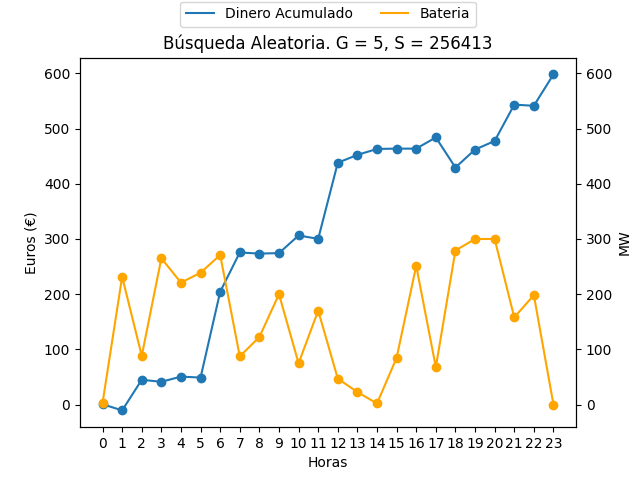 Dinero Acumulado Bateria
Búsqueda Aleatoria. G = 5, S = 256413
600 600
500 500
400 400
300 300
200 200
100 100
0 0
Euros (€)
MW
0 1 2 3 4 5 6 7 8 9 10 11 12 13 14 15 16 17 18 19 20 21 22 23
Horas